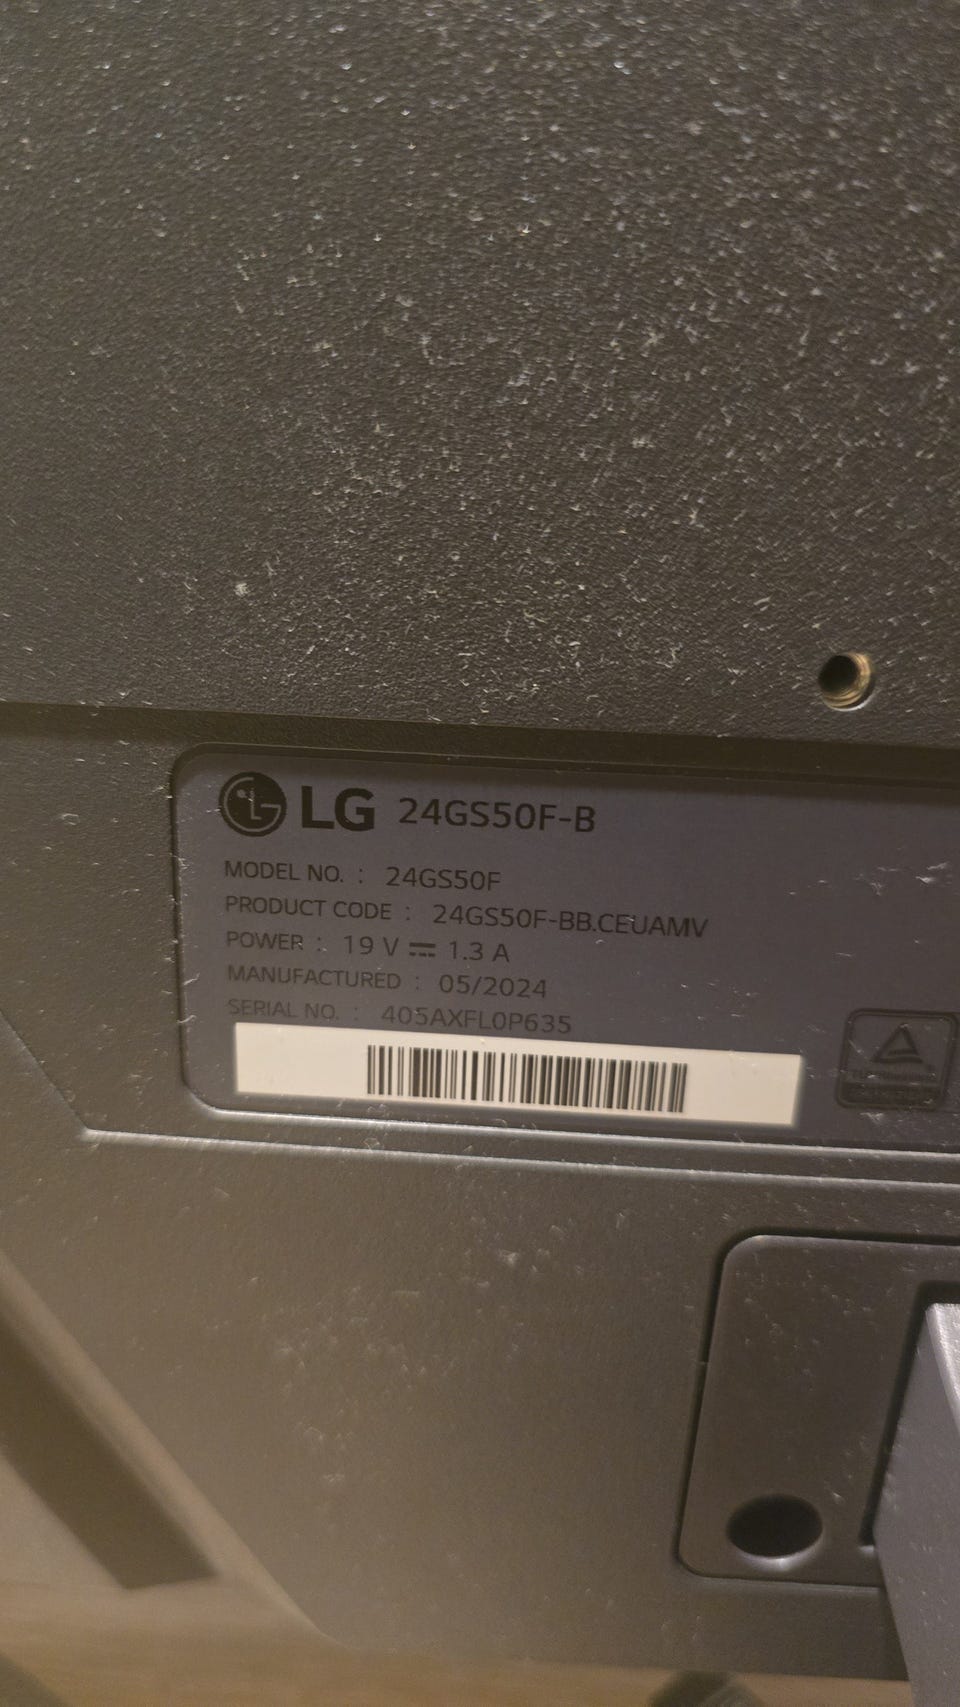 LG 24GS50F-B
MODEL NO. : 24GS50F
PRODUCT CODE : 24GS50F-BB.CEUAMV
POWER : 19 V ⎓ 1.3 A
MANUFACTURED : 05/2024
SERIAL NO. : 405AXFL0P635